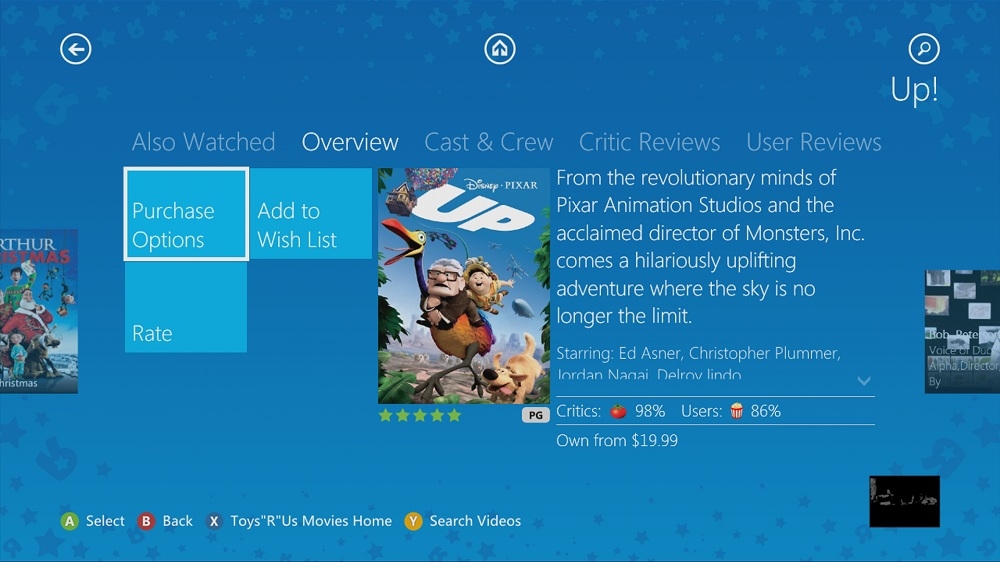 Up!
Also Watched Overview Cast & Crew Critic Reviews User Reviews
Purchase
Options
Add to
Wish List
Rate
RTHUR
ISTMAS
hristmas
Disney · PIXAR
UP
PG
From the revolutionary minds of
Pixar Animation Studios and the
acclaimed director of Monsters, Inc.
comes a hilariously uplifting
adventure where the sky is no
longer the limit.
Starring: Ed Asner, Christopher Plummer,
Jordan Nagai, Delroy lindo
Critics: 98% Users: 86%
Own from $19.99
Bob Peter
Voice of Dug
Alpha,Director
By
A Select B Back X Toys"R"Us Movies Home Y Search Videos